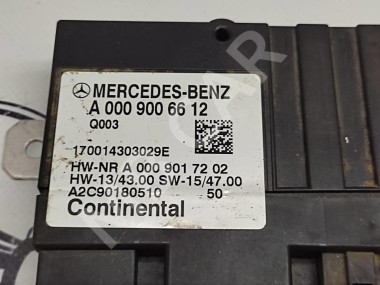 MERCEDES-BENZ
A 000 900 66 12
Q003
170014303029E
HW-NR A 000 901 72 02
HW-13/43.00 SW-15/47.00
A2C90180510 50
Continental